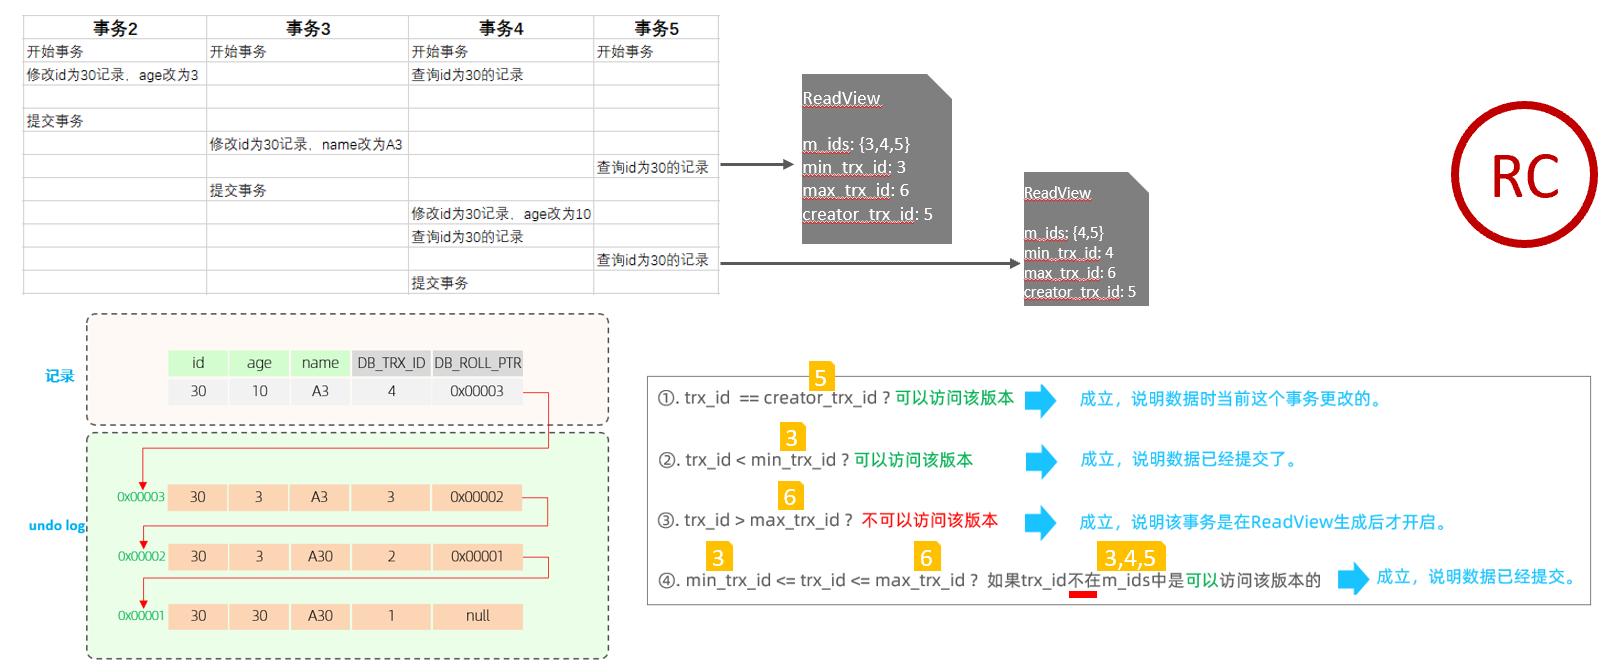 事务2 事务3 事务4 事务5
开始事务 开始事务 开始事务 开始事务
修改id为30记录，age改为3 查询id为30的记录
提交事务
修改id为30记录，name改为A3
查询id为30的记录
提交事务
修改id为30记录，age改为10
查询id为30的记录
查询id为30的记录
提交事务
ReadView
m_ids: {3,4,5}
min_trx_id: 3
max_trx_id: 6
creator_trx_id: 5
ReadView
m_ids: {4,5}
min_trx_id: 4
max_trx_id: 6
creator_trx_id: 5
RC
记录
id age name DB_TRX_ID DB_ROLL_PTR
30 10 A3 4 0x00003
undo log
0x00003 30 3 A3 3 0x00002
0x00002 30 3 A30 2 0x00001
0x00001 30 30 A30 1 null
5
①. trx_id == creator_trx_id ? 可以访问该版本 成立，说明数据时当前这个事务更改的。
3
②. trx_id < min_trx_id ? 可以访问该版本 成立，说明数据已经提交了。
6
③. trx_id > max_trx_id ? 不可以访问该版本 成立，说明该事务是在ReadView生成后才开启。
3 6 3,4,5
④. min_trx_id <= trx_id <= max_trx_id ? 如果trx_id不在m_ids中是可以访问该版本的 成立，说明数据已经提交。